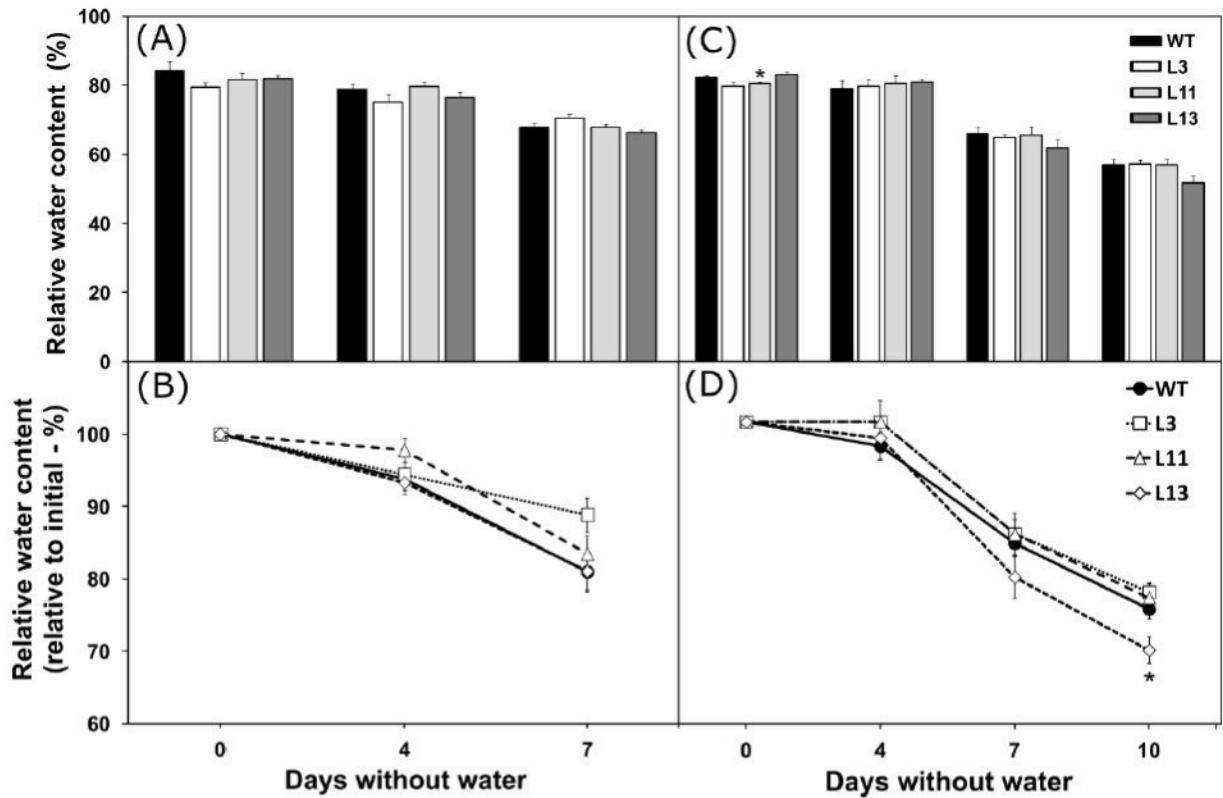 Relative water content (%)
100
80
60
40
20
0
(A)
(C)
*
WT
L3
L11
L13
Relative water content
(relative to initial - %)
100
90
80
70
60
(B)
(D)
WT
L3
L11
L13
*
0 4 7
0 4 7 10
Days without water
Days without water